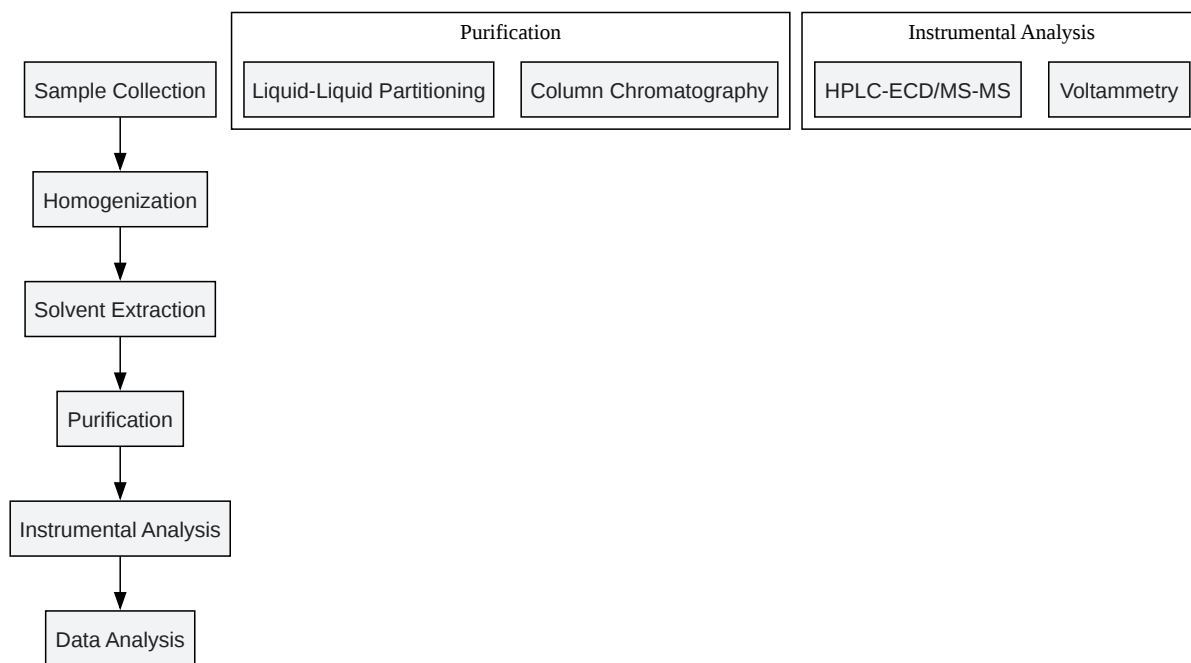 Purification
Instrumental Analysis
Sample Collection
Liquid-Liquid Partitioning
Column Chromatography
HPLC-ECD/MS-MS
Voltammetry
Homogenization
Solvent Extraction
Purification
Instrumental Analysis
Data Analysis